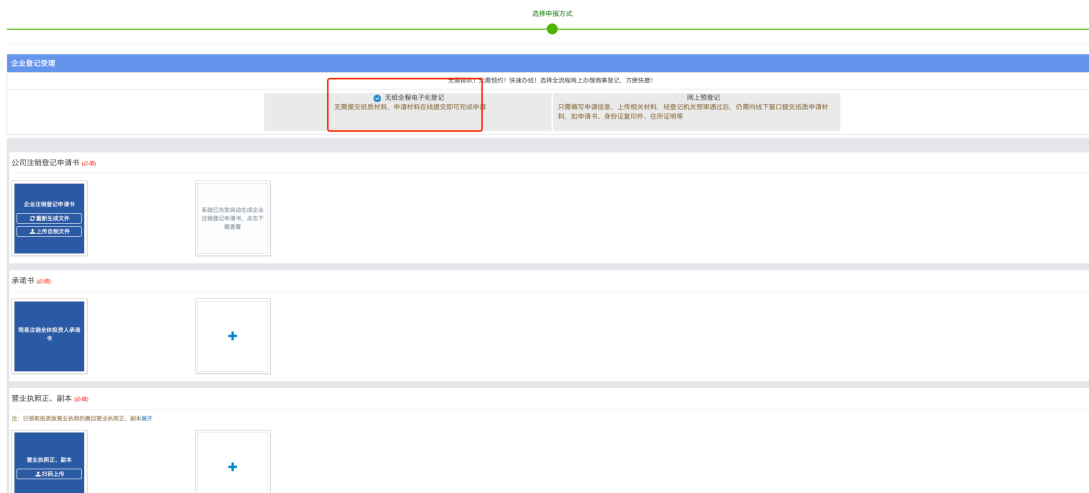 选择申报方式
企业登记受理
无需排队！无需预约！快速办结！选择全流程网上办理商事登记，方便快捷！
无纸全程电子化登记
无需提交纸质材料，申请材料在线提交即可完成申请
网上预登记
只需填写申请信息、上传相关材料，经登记机关预审通过后，仍需向线下窗口提交纸质申请材
料，如申请书、身份证复印件、住所证明等
公司注销登记申请书 (必填)
企业注销登记申请书
重新生成文件
上传自制文件
系统已为您自动生成企业
注销登记申请书，点击下
载查看
承诺书 (必填)
简易注销全体投资人承诺
书
营业执照正、副本 (必填)
注：已领取纸质版营业执照的缴回营业执照正、副本展开
营业执照正、副本
扫码上传